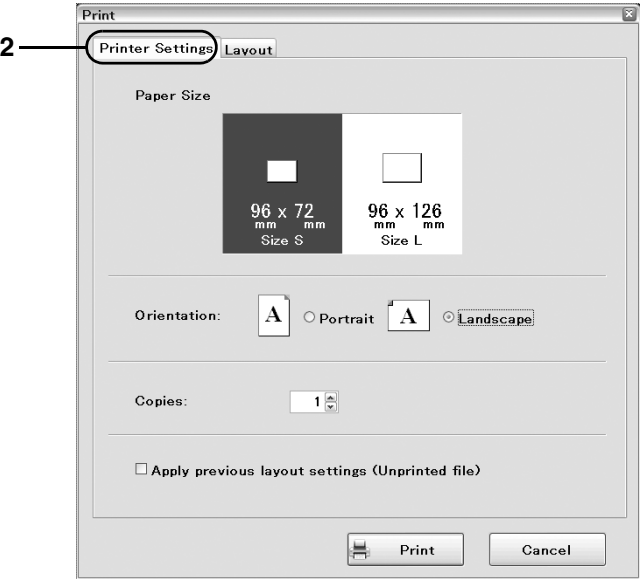 Print
2
Printer Settings Layout
Paper Size
96 x 72 96 x 126
mm mm mm mm
Size S Size L
Orientation: A Portrait A Landscape
Copies: 1
Apply previous layout settings (Unprinted file)
Print Cancel